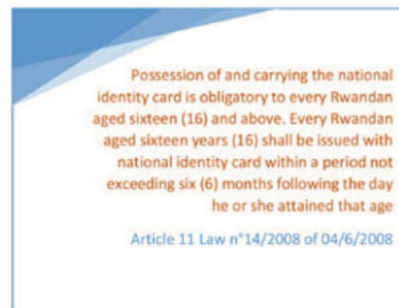 Possession of and carrying the national
identity card is obligatory to every Rwandan
aged sixteen (16) and above. Every Rwandan
aged sixteen years (16) shall be issued with
national identity card within a period not
exceeding six (6) months following the day
he or she attained that age
Article 11 Law n°14/2008 of 04/6/2008